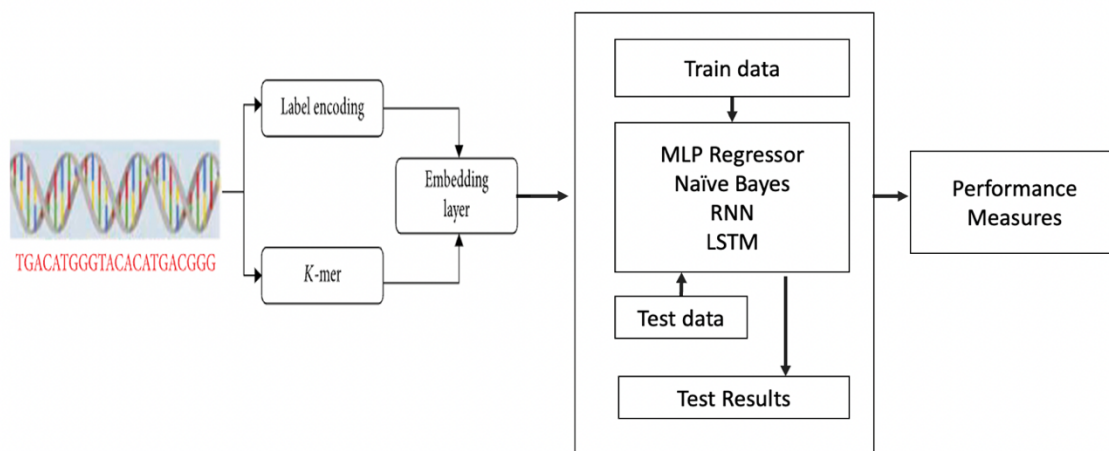 TGACATGGGTACACATGACGGG
Label encoding
K-mer
Embedding
layer
Train data
MLP Regressor
Naïve Bayes
RNN
LSTM
Test data
Test Results
Performance
Measures